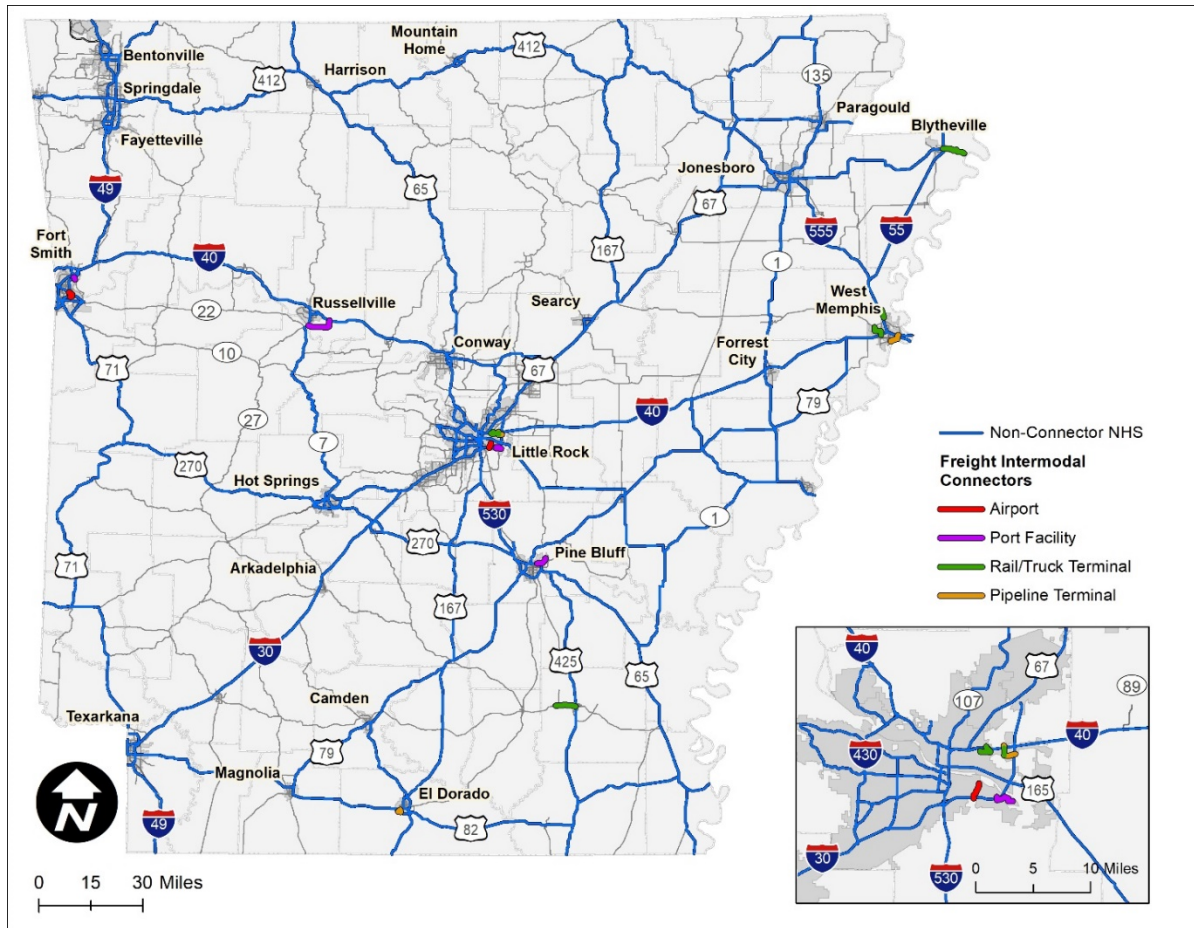 Bentonville
Springdale
Fayetteville
412
Harrison
Mountain
Home
412
135
Paragould
Blytheville
Jonesboro
49
65
67
555
55
Fort
Smith
40
167
1
22
Russellville
Searcy
West
Memphis
10
Conway
Forrest
City
71
67
79
27
40
7
Little Rock
270
Hot Springs
530
1
270
Pine Bluff
71
Arkadelphia
167
30
425
65
Camden
Texarkana
79
Magnolia
El Dorado
82
49
N
0 15 30 Miles
Non-Connector NHS
Freight Intermodal
Connectors
Airport
Port Facility
Rail/Truck Terminal
Pipeline Terminal
40
67
107
89
40
430
165
30
530
0 5 10 Miles